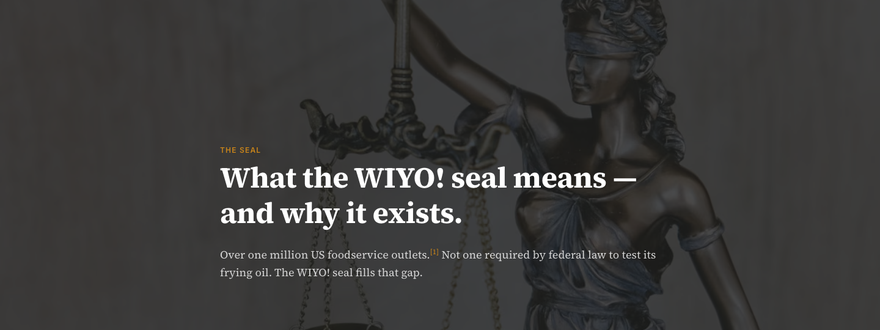 THE SEAL
What the WIYO! seal means —
and why it exists.
Over one million US foodservice outlets.[1] Not one required by federal law to test its
frying oil. The WIYO! seal fills that gap.